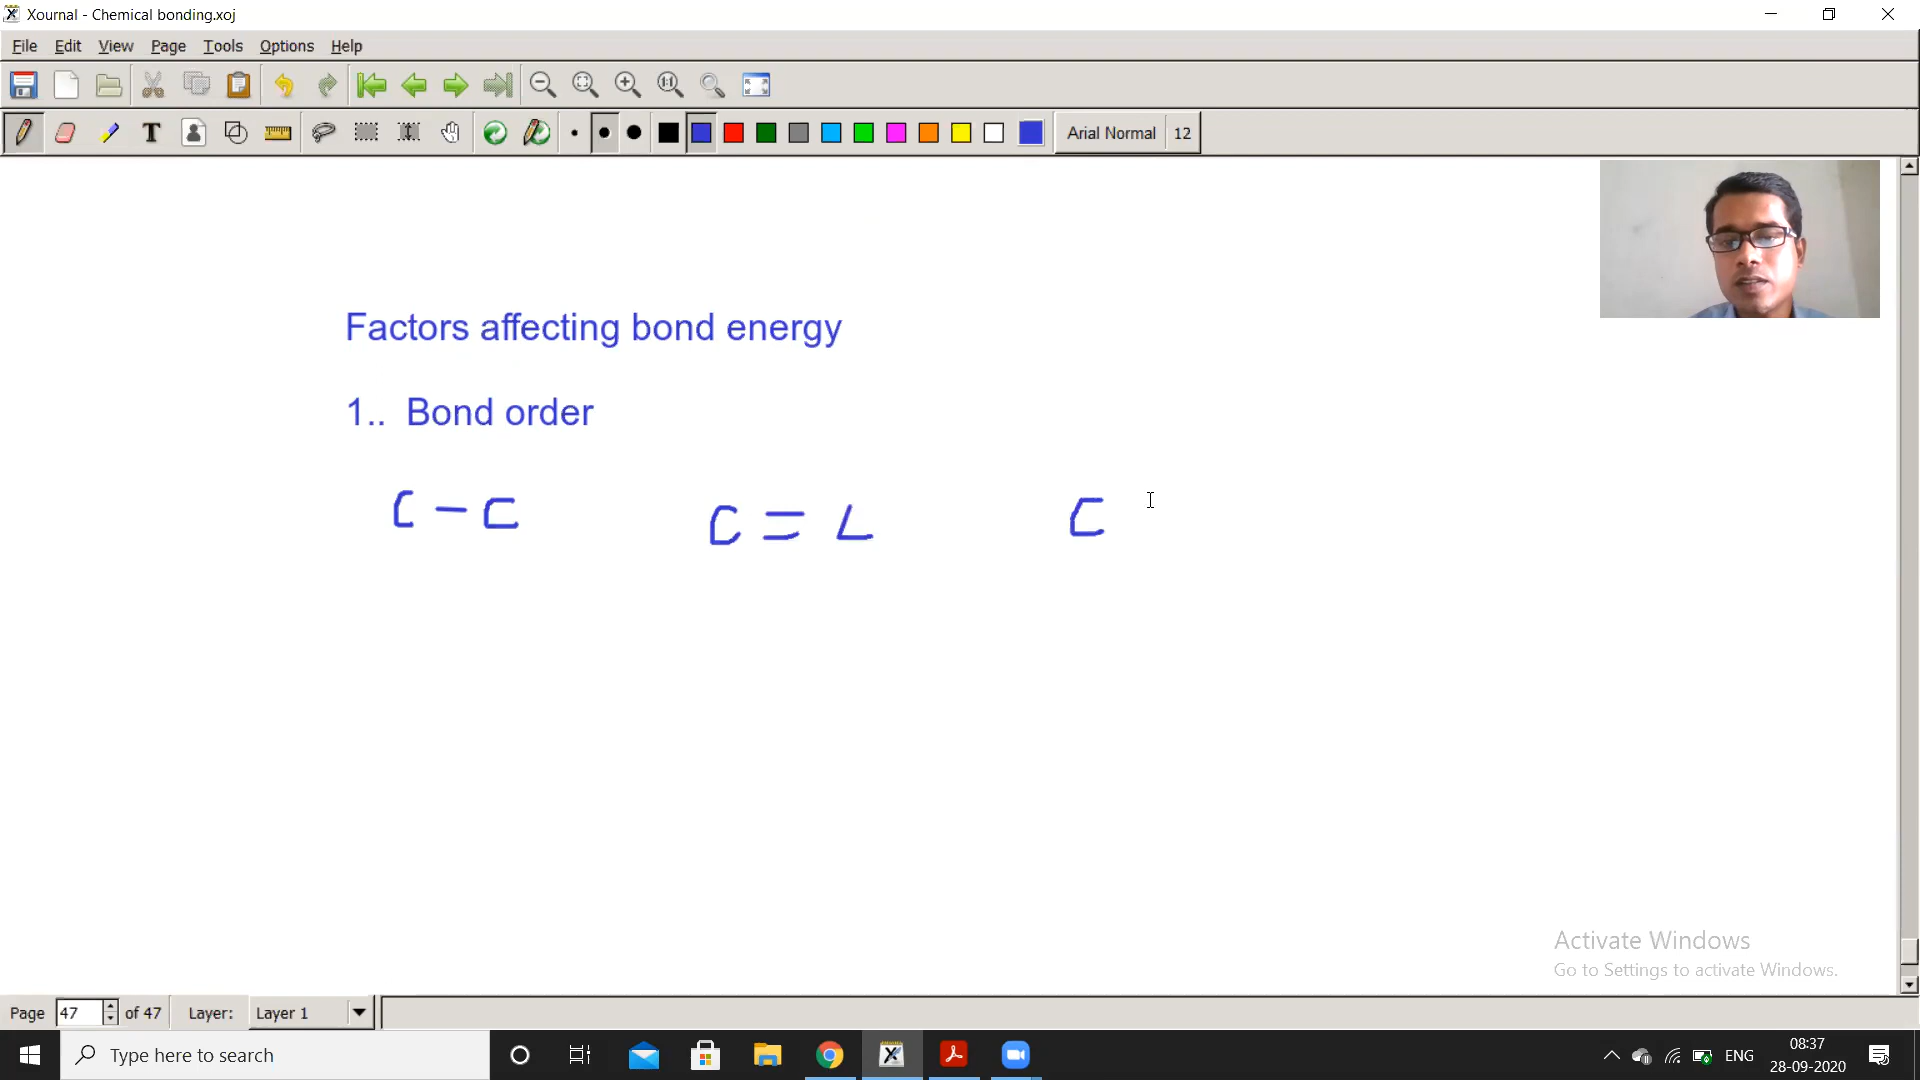 Xournal - Chemical bonding.xoj
File Edit View Page Tools Options Help
Arial Normal 12
Factors affecting bond energy
1.. Bond order
C - C C = C C
Activate Windows
Go to Settings to activate Windows.
Page 47 of 47 Layer: Layer 1
Type here to search
ENG
08:37
28-09-2020